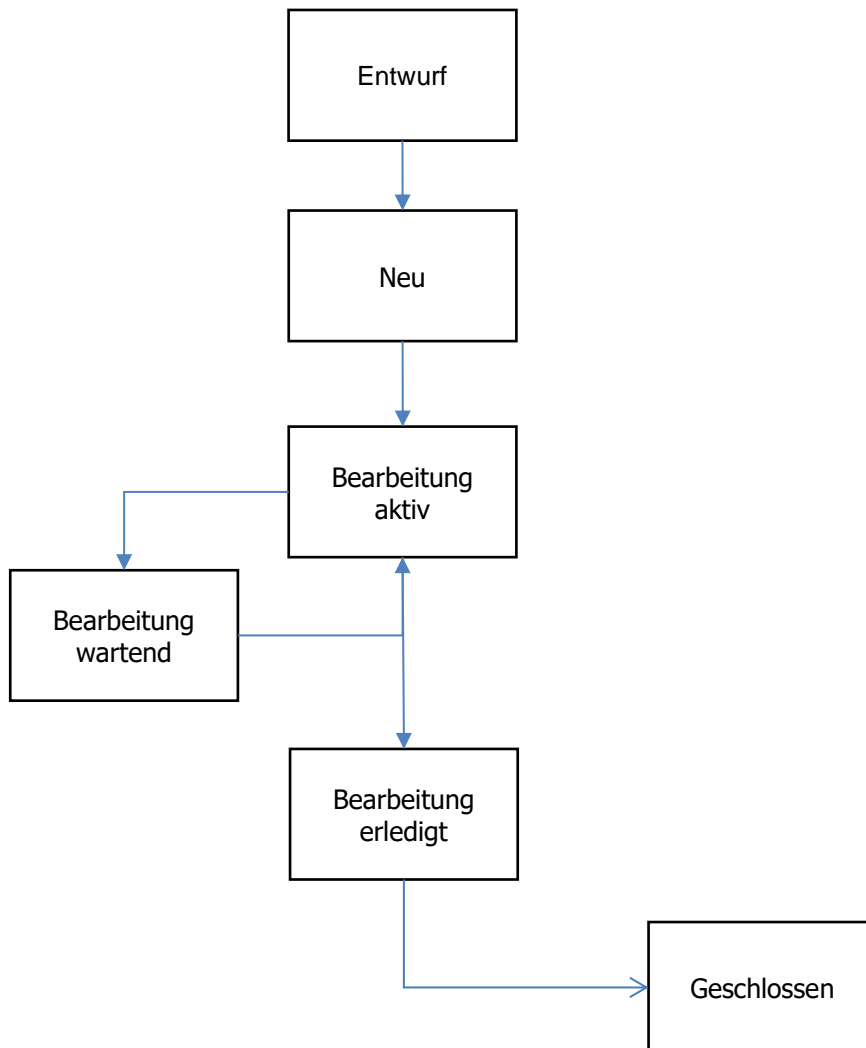 Entwurf
Neu
Bearbeitung
aktiv
Bearbeitung
wartend
Bearbeitung
erledigt
Geschlossen